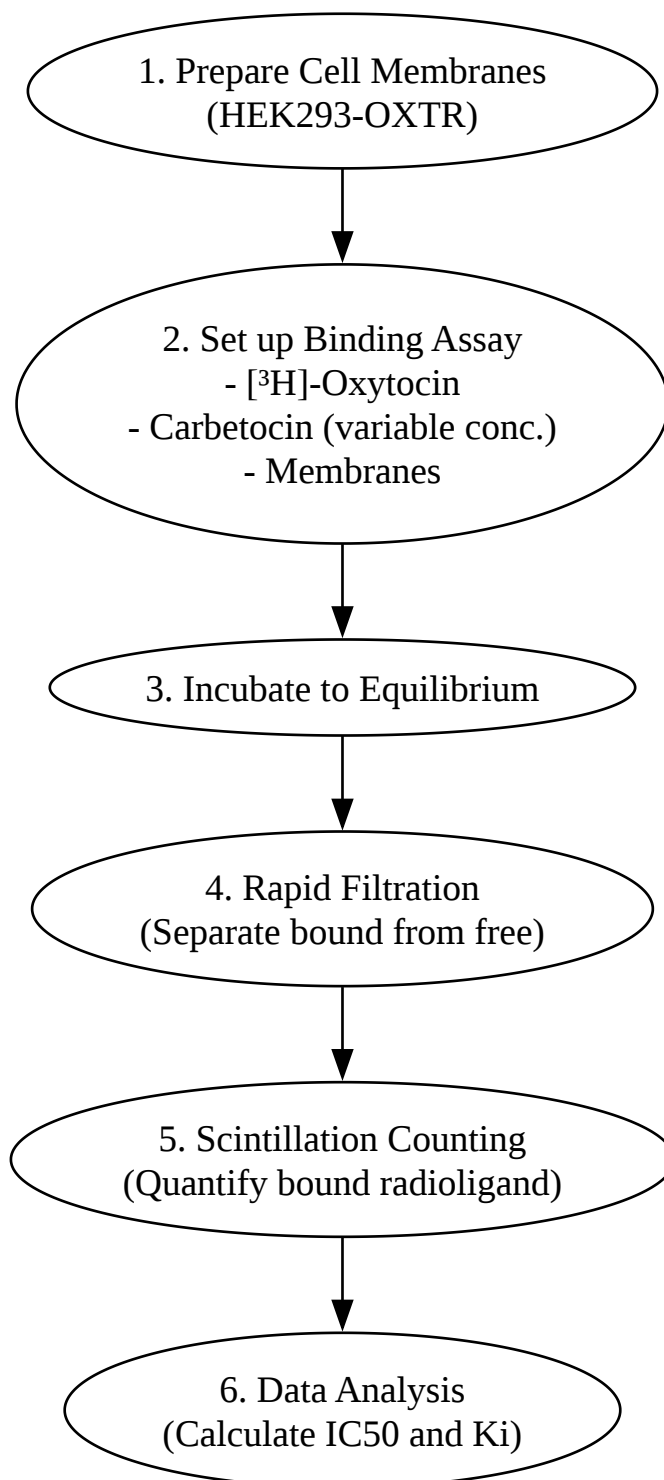 1. Prepare Cell Membranes
(HEK293-OXTR)
2. Set up Binding Assay
- [³H]-Oxytocin
- Carbetocin (variable conc.)
- Membranes
3. Incubate to Equilibrium
4. Rapid Filtration
(Separate bound from free)
5. Scintillation Counting
(Quantify bound radioligand)
6. Data Analysis
(Calculate IC50 and Ki)